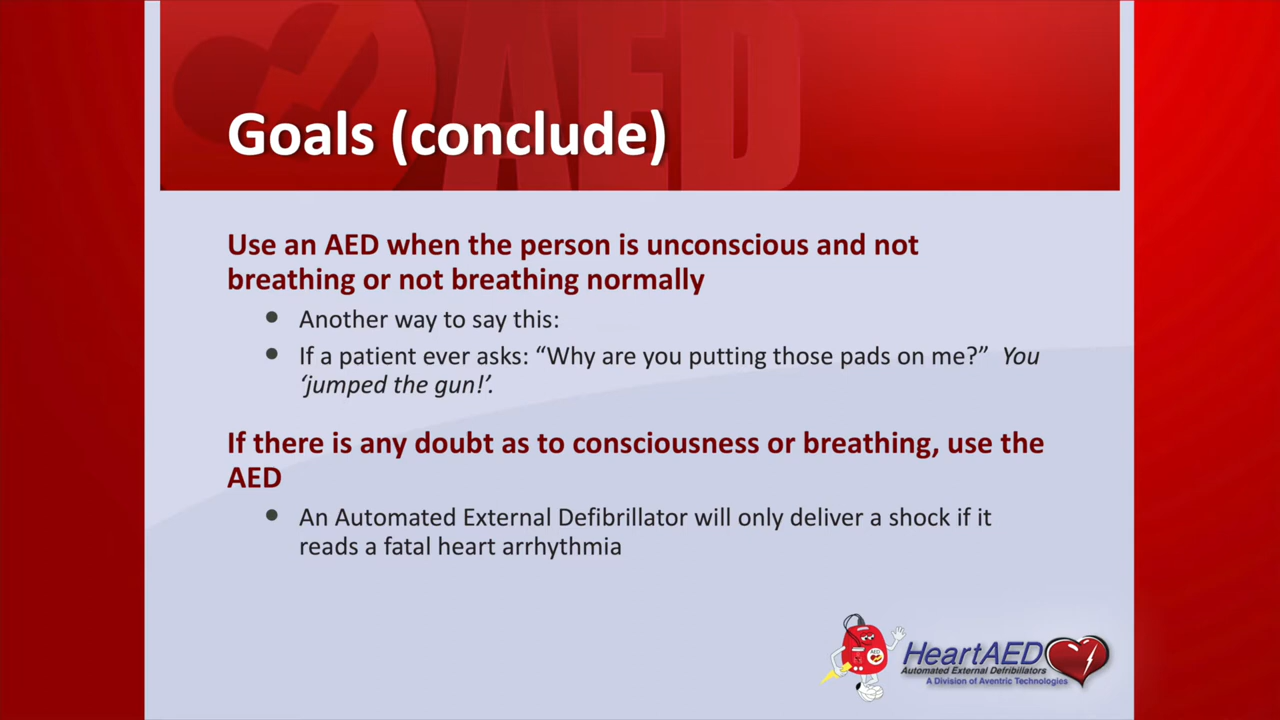 AED
Goals (conclude)
Use an AED when the person is unconscious and not
breathing or not breathing normally
Another way to say this:
If a patient ever asks: “Why are you putting those pads on me?” You
‘jumped the gun!’.
If there is any doubt as to consciousness or breathing, use the
AED
An Automated External Defibrillator will only deliver a shock if it
reads a fatal heart arrhythmia
AED
HeartAED
Automated External Defibrillators
A Division of Aventric Technologies